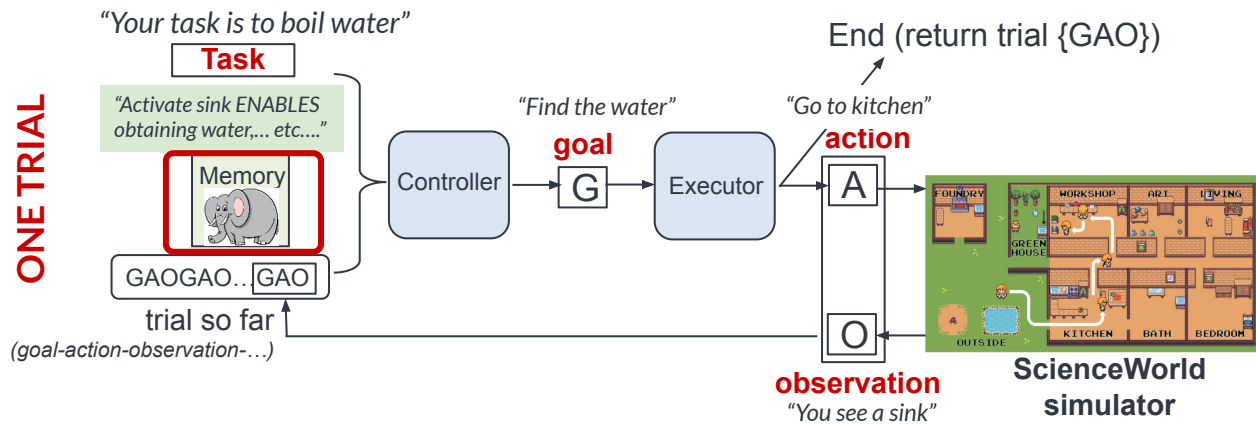 “Your task is to boil water”
Task
“Activate sink ENABLES
obtaining water,… etc….”
Memory
GAOGAO…GAO
trial so far
(goal-action-observation-…)
ONE TRIAL
Controller
“Find the water”
goal
G
Executor
End (return trial {GAO})
“Go to kitchen”
action
A
O
observation
“You see a sink”
FOUNDRY
WORKSHOP
ART
LIVING
GREEN
HOUSE
KITCHEN
BATH
BEDROOM
OUTSIDE
ScienceWorld
simulator